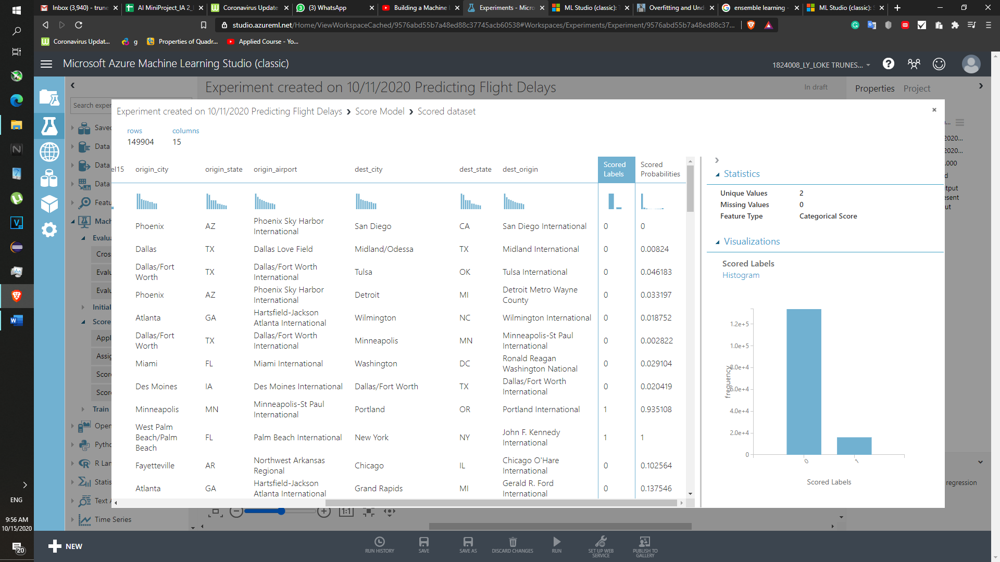 Inbox (3,940) - trune
AI MiniProject_IA 2_
Coronavirus Update
(3) WhatsApp
Building a Machine
Experiments - Micro
ML Studio (classic):
Overfitting and Und
ensemble learning -
ML Studio (classic):
studio.azureml.net/Home/ViewWorkspaceCached/9576abd55b7a48ed88c37745acb60538#Workspaces/Experiments/Experiment/9576abd55b7a48ed88c37...
Coronavirus Updat...
g
Properties of Quadr...
Applied Course - Yo...
Microsoft Azure Machine Learning Studio (classic)
1824008_LY_LOKE TRUNES...
Experiment created on 10/11/2020 Predicting Flight Delays
In draft
Properties
Project
Search exper
Experiment created on 10/11/2020 Predicting Flight Delays › Score Model › Scored dataset
rows
columns
149904
15
el15 origin_city origin_state origin_airport dest_city dest_state dest_origin Scored Labels Scored Probabilities
Phoenix AZ Phoenix Sky Harbor International San Diego CA San Diego International 0 0
Dallas TX Dallas Love Field Midland/Odessa TX Midland International 0 0.00824
Dallas/Fort Worth TX Dallas/Fort Worth International Tulsa OK Tulsa International 0 0.046183
Phoenix AZ Phoenix Sky Harbor International Detroit MI Detroit Metro Wayne County 0 0.033197
Atlanta GA Hartsfield-Jackson Atlanta International Wilmington NC Wilmington International 0 0.018752
Dallas/Fort Worth TX Dallas/Fort Worth International Minneapolis MN Minneapolis-St Paul International 0 0.002822
Miami FL Miami International Washington DC Ronald Reagan Washington National 0 0.029104
Des Moines IA Des Moines International Dallas/Fort Worth TX Dallas/Fort Worth International 0 0.020419
Minneapolis MN Minneapolis-St Paul International Portland OR Portland International 1 0.935108
West Palm Beach/Palm Beach FL Palm Beach International New York NY John F. Kennedy International 1 1
Fayetteville AR Northwest Arkansas Regional Chicago IL Chicago O'Hare International 0 0.102564
Atlanta GA Hartsfield-Jackson Atlanta International Grand Rapids MI Gerald R. Ford International 0 0.137546
Statistics
Unique Values 2
Missing Values 0
Feature Type Categorical Score
Visualizations
Scored Labels
Histogram
frequency
1.2e+5
1.0e+5
8.0e+4
6.0e+4
4.0e+4
2.0e+4
0
0
1
Scored Labels
Saved
Data
Data
Data
Featu
Mach
Evalua
Cros
Evalu
Evalu
Initial
Score
Appl
Assig
Score
Score
Train
Open
Pytho
R Lan
Statis
Text A
Time Series
2020...
2020...
.000
d
tput
esent
ut
regression
1:1
ENG
9:56 AM
10/15/2020
20
NEW
RUN HISTORY
SAVE
SAVE AS
DISCARD CHANGES
RUN
SET UP WEB SERVICE
PUBLISH TO GALLERY